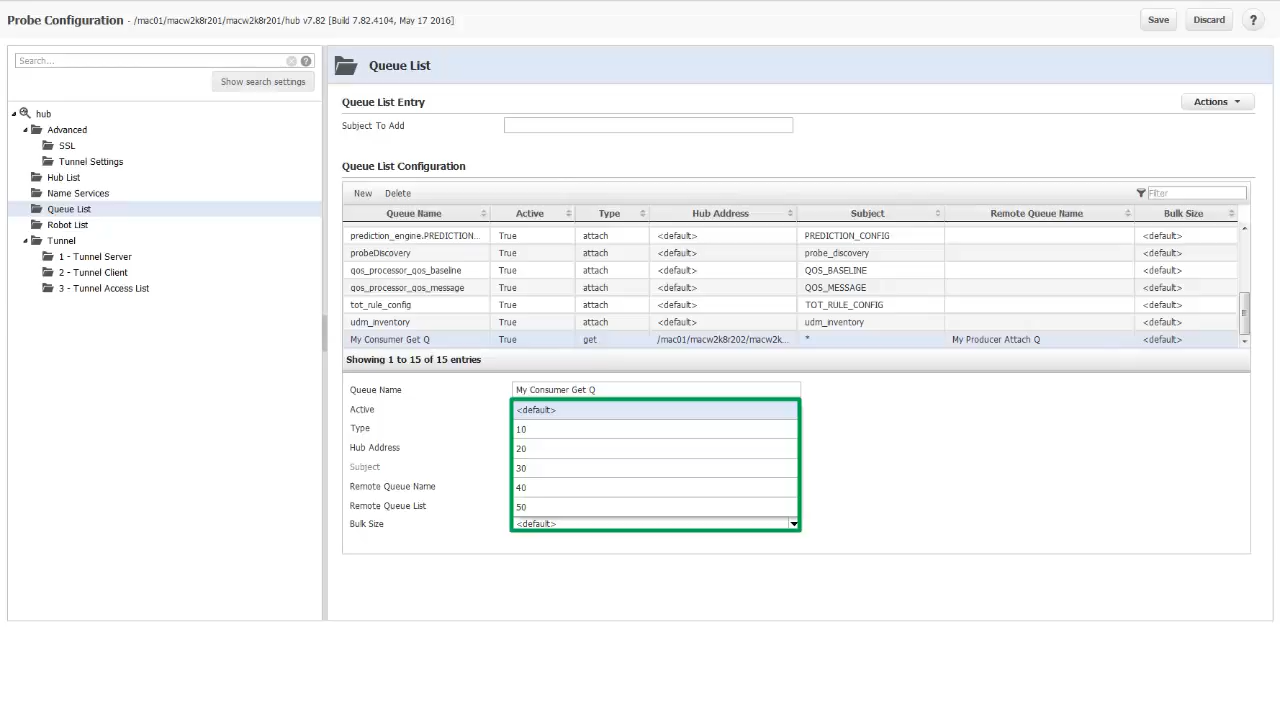 Probe Configuration - /mac01/macw2k8r201/macw2k8r201/hub v7.82 [Build 7.82.4104, May 17 2016]
Save
Discard
?
Search...
Show search settings
hub
Advanced
SSL
Tunnel Settings
Hub List
Name Services
Queue List
Robot List
Tunnel
1 - Tunnel Server
2 - Tunnel Client
3 - Tunnel Access List
Queue List
Queue List Entry
Actions
Subject To Add
Queue List Configuration
New Delete Filter
Queue Name Active Type Hub Address Subject Remote Queue Name Bulk Size
prediction_engine.PREDICTION... True attach <default> PREDICTION_CONFIG <default>
probeDiscovery True attach <default> probe_discovery <default>
qos_processor_qos_baseline True attach <default> QOS_BASELINE <default>
qos_processor_qos_message True attach <default> QOS_MESSAGE <default>
tot_rule_config True attach <default> TOT_RULE_CONFIG <default>
udm_inventory True attach <default> udm_inventory <default>
My Consumer Get Q True get /mac01/macw2k8r202/macw2k... * My Producer Attach Q <default>
Showing 1 to 15 of 15 entries
Queue Name My Consumer Get Q
Active <default>
Type 10
Hub Address 20
Subject 30
Remote Queue Name 40
Remote Queue List 50
Bulk Size <default>